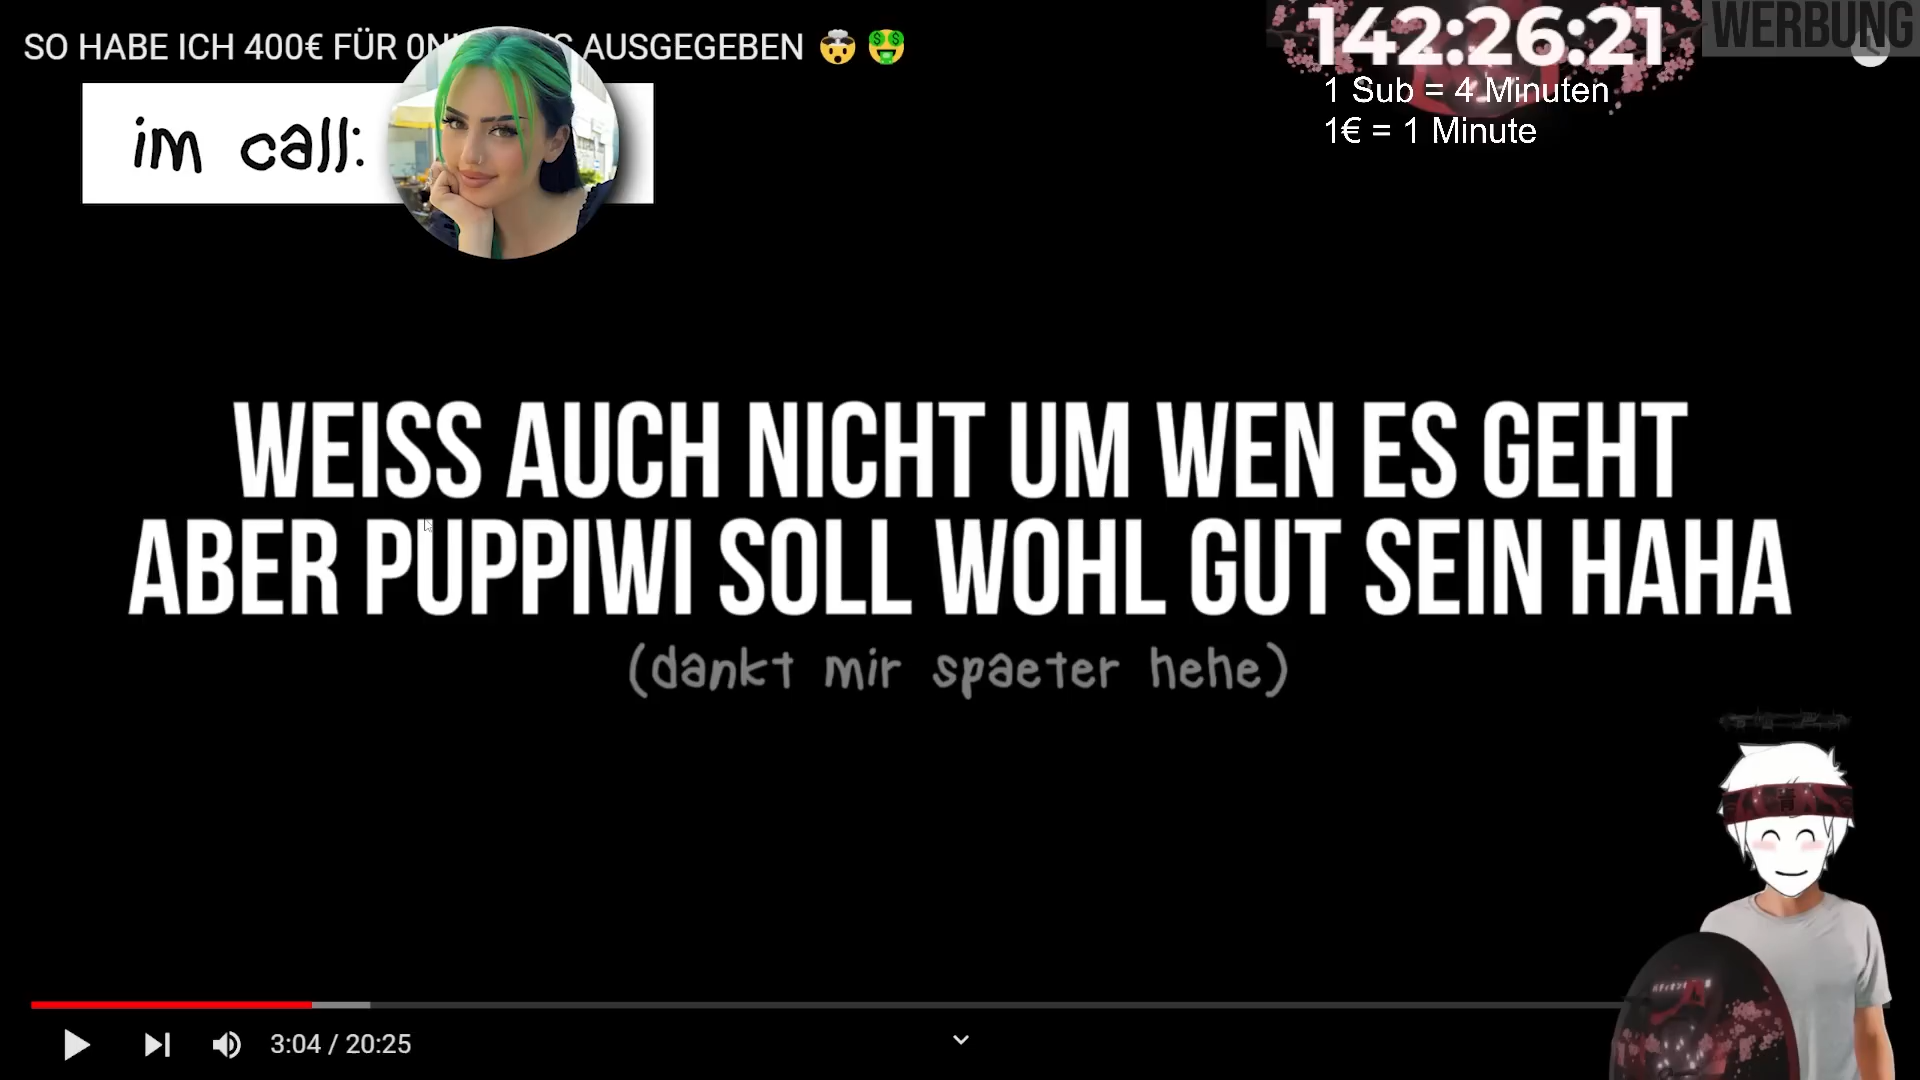 SO HABE ICH 400€ FÜR AUSGEGEBEN 🤯 🤑
142:26:21
WERBUNG
1 Sub = 4 Minuten
1€ = 1 Minute
im call:
WEISS AUCH NICHT UM WEN ES GEHT
ABER PUPPIWI SOLL WOHL GUT SEIN HAHA
(dankt mir spaeter hehe)
3:04 / 20:25